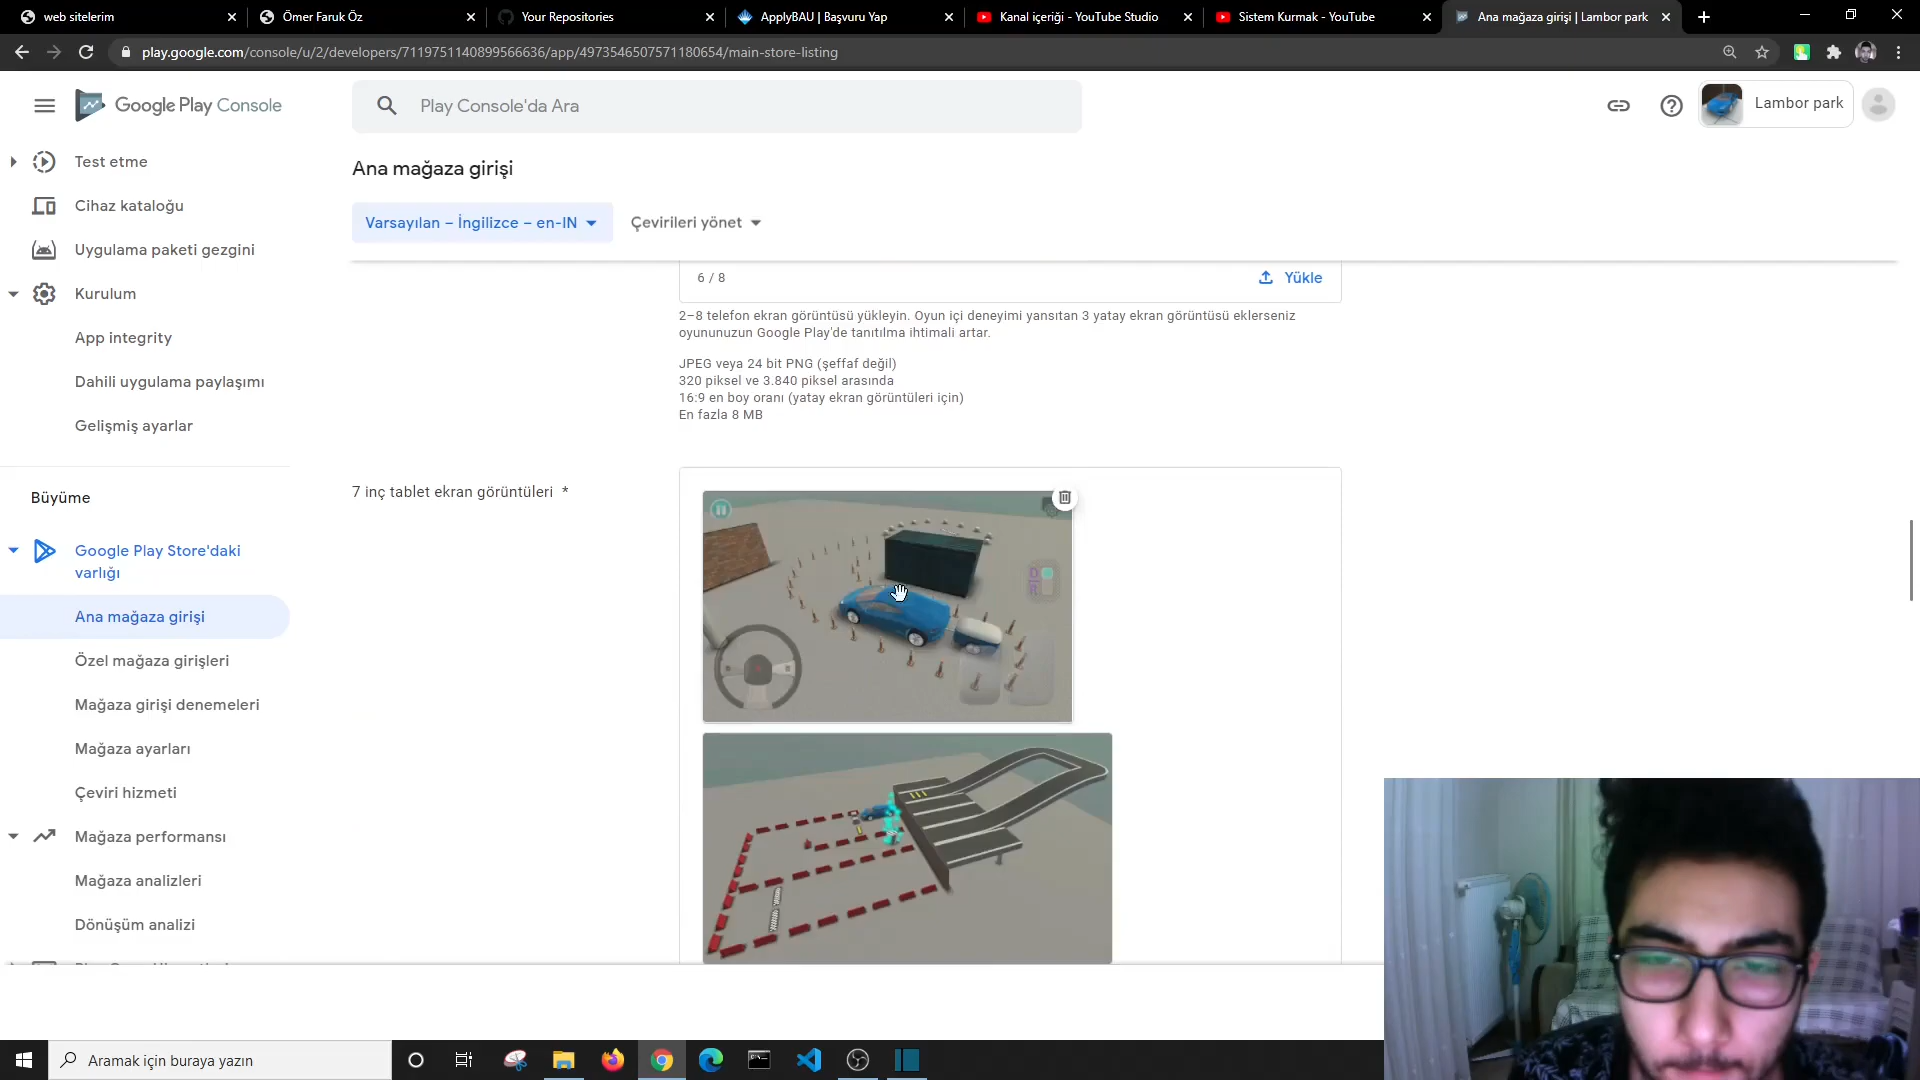 web sitelerim
Ömer Faruk Öz
Your Repositories
ApplyBAU | Başvuru Yap
Kanal içeriği - YouTube Studio
Sistem Kurmak - YouTube
Ana mağaza girişi | Lambor park
play.google.com/console/u/2/developers/7119751140899566636/app/4973546507571180654/main-store-listing
Google Play Console
Play Console'da Ara
Lambor park
Test etme
Cihaz kataloğu
Uygulama paketi gezgini
Kurulum
App integrity
Dahili uygulama paylaşımı
Gelişmiş ayarlar
Büyüme
Google Play Store'daki
varlığı
Ana mağaza girişi
Özel mağaza girişleri
Mağaza girişi denemeleri
Mağaza ayarları
Çeviri hizmeti
Mağaza performansı
Mağaza analizleri
Dönüşüm analizi
Ana mağaza girişi
Varsayılan – İngilizce – en-IN
Çevirileri yönet
6 / 8
Yükle
2–8 telefon ekran görüntüsü yükleyin. Oyun içi deneyimi yansıtan 3 yatay ekran görüntüsü eklerseniz
oyununuzun Google Play'de tanıtılma ihtimali artar.
JPEG veya 24 bit PNG (şeffaf değil)
320 piksel ve 3.840 piksel arasında
16:9 en boy oranı (yatay ekran görüntüleri için)
En fazla 8 MB
7 inç tablet ekran görüntüleri *
D
R
Aramak için buraya yazın